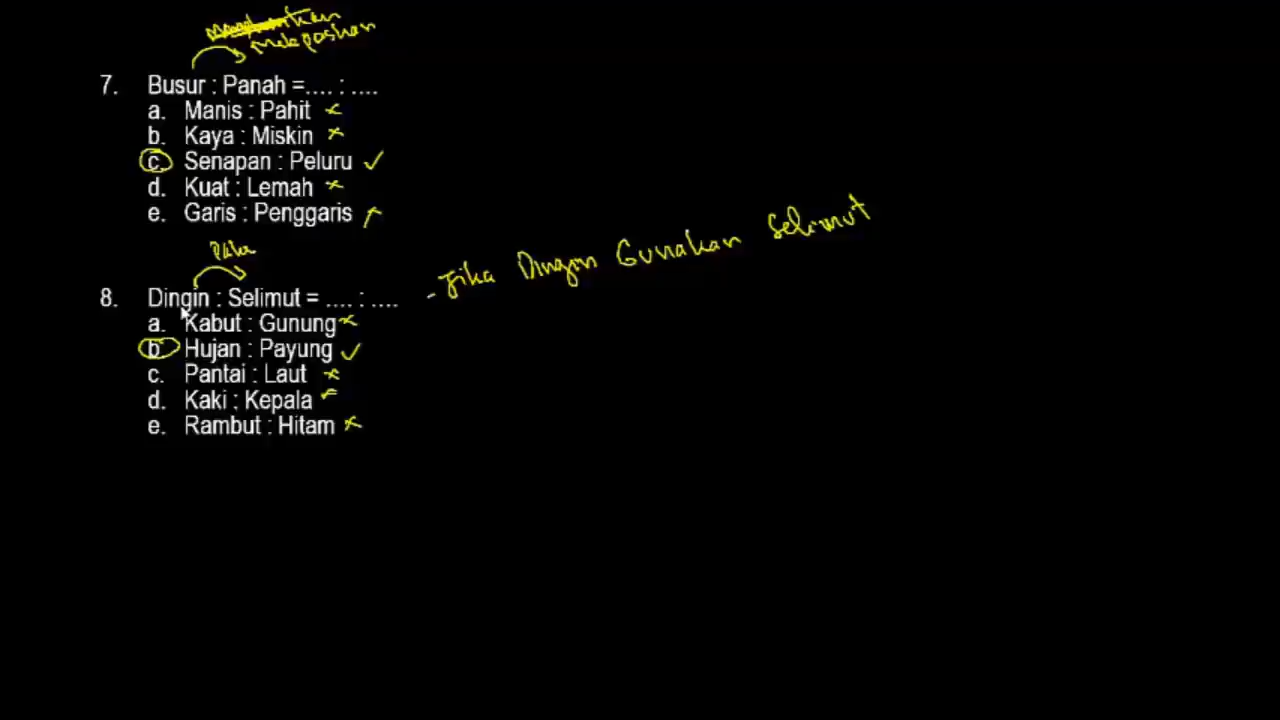 melepaskan
7. Busur : Panah =.... : ....
a. Manis : Pahit
b. Kaya : Miskin
c. Senapan : Peluru
d. Kuat : Lemah
e. Garis : Penggaris
8. Dingin : Selimut = .... : ....
- Jika Dingin Gunakan Selimut
a. Kabut : Gunung
b. Hujan : Payung
c. Pantai : Laut
d. Kaki : Kepala
e. Rambut : Hitam